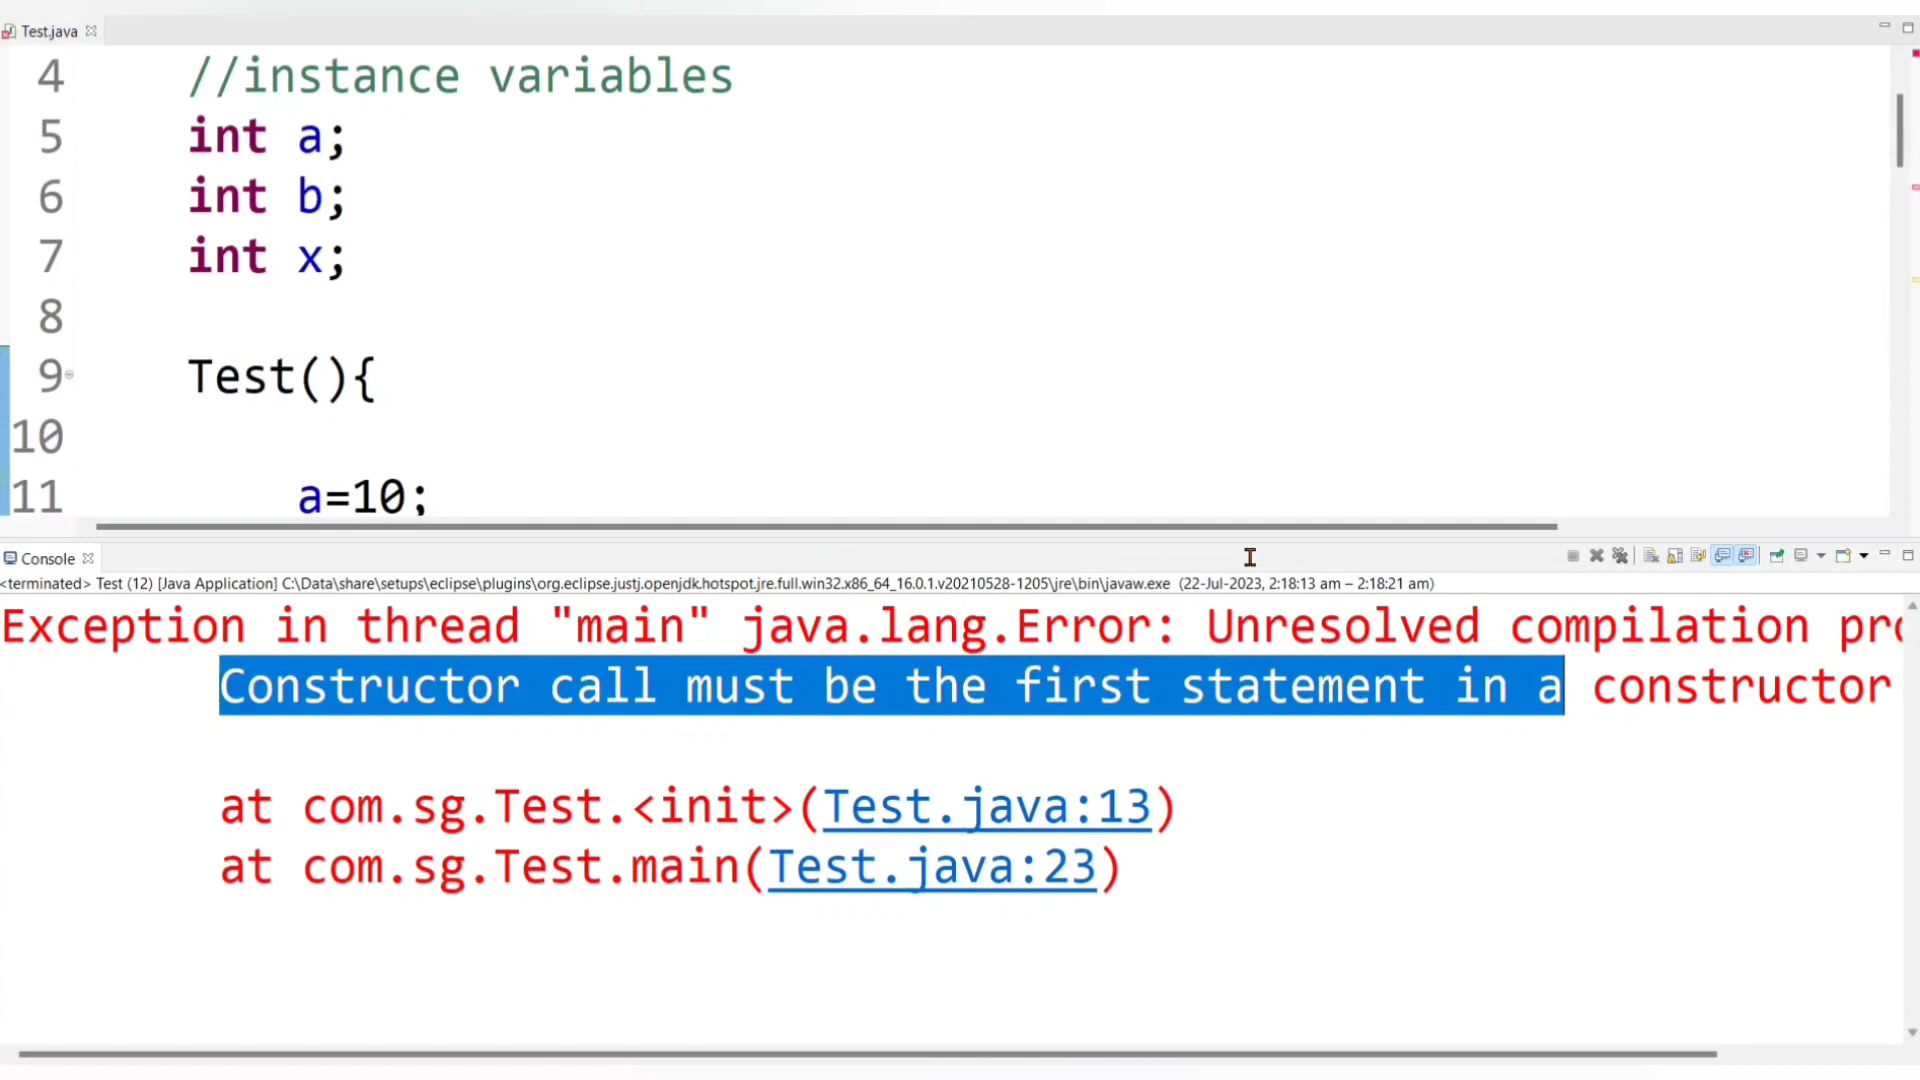 Test.java
4 //instance variables
5 int a;
6 int b;
7 int x;
8
9 Test(){
10
11 a=10;
Console
<terminated> Test (12) [Java Application] C:\Data\share\setups\eclipse\plugins\org.eclipse.justj.openjdk.hotspot.jre.full.win32.x86_64_16.0.1.v20210528-1205\jre\bin\javaw.exe (22-Jul-2023, 2:18:13 am – 2:18:21 am)
Exception in thread "main" java.lang.Error: Unresolved compilation pro
Constructor call must be the first statement in a constructor
at com.sg.Test.<init>(Test.java:13)
at com.sg.Test.main(Test.java:23)